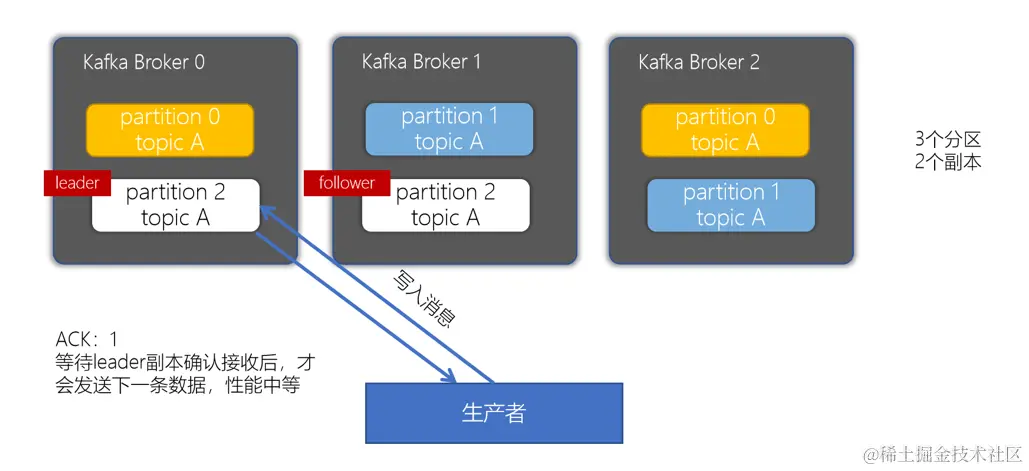 Kafka Broker 0
partition 0
topic A
leader
partition 2
topic A
Kafka Broker 1
partition 1
topic A
follower
partition 2
topic A
Kafka Broker 2
partition 0
topic A
partition 1
topic A
3个分区
2个副本
写入消息
ACK：1
等待leader副本确认接收后，才
会发送下一条数据，性能中等
生产者
@稀土掘金技术社区